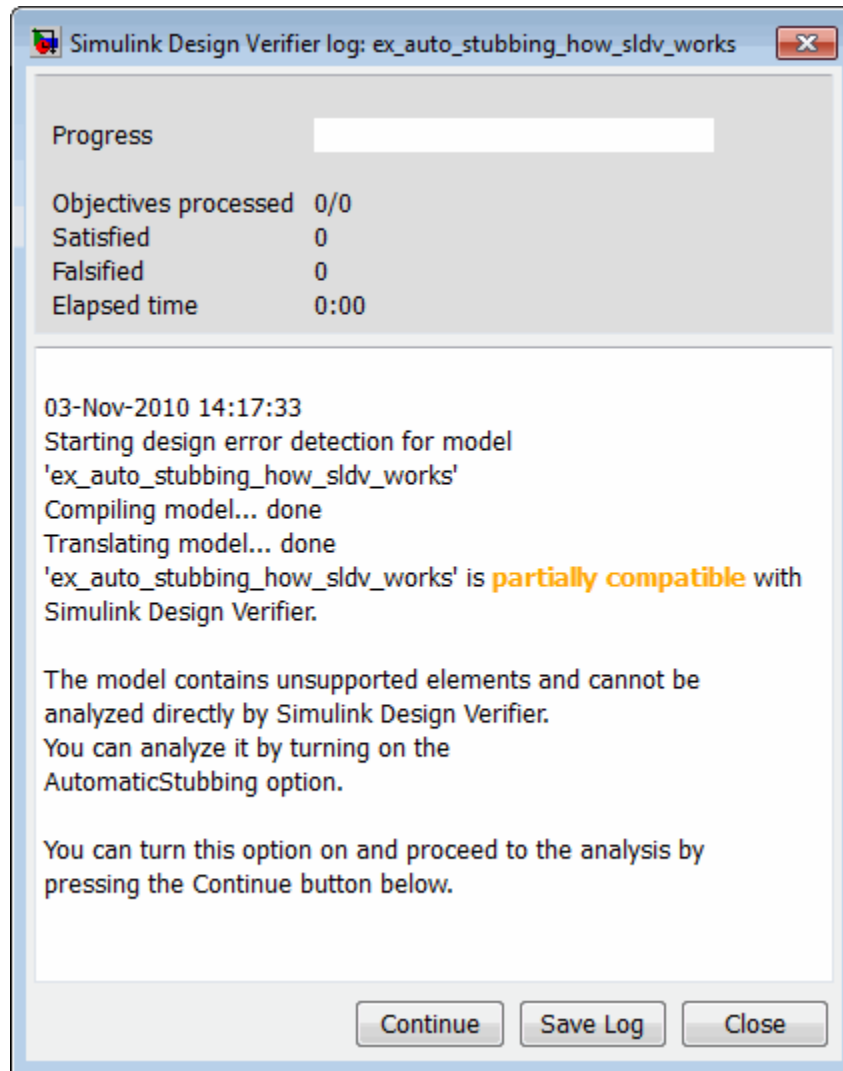 Simulink Design Verifier log: ex_auto_stubbing_how_sldv_works
Progress
Objectives processed 0/0
Satisfied 0
Falsified 0
Elapsed time 0:00
03-Nov-2010 14:17:33
Starting design error detection for model
'ex_auto_stubbing_how_sldv_works'
Compiling model... done
Translating model... done
'ex_auto_stubbing_how_sldv_works' is partially compatible with
Simulink Design Verifier.
The model contains unsupported elements and cannot be
analyzed directly by Simulink Design Verifier.
You can analyze it by turning on the
AutomaticStubbing option.
You can turn this option on and proceed to the analysis by
pressing the Continue button below.
Continue Save Log Close